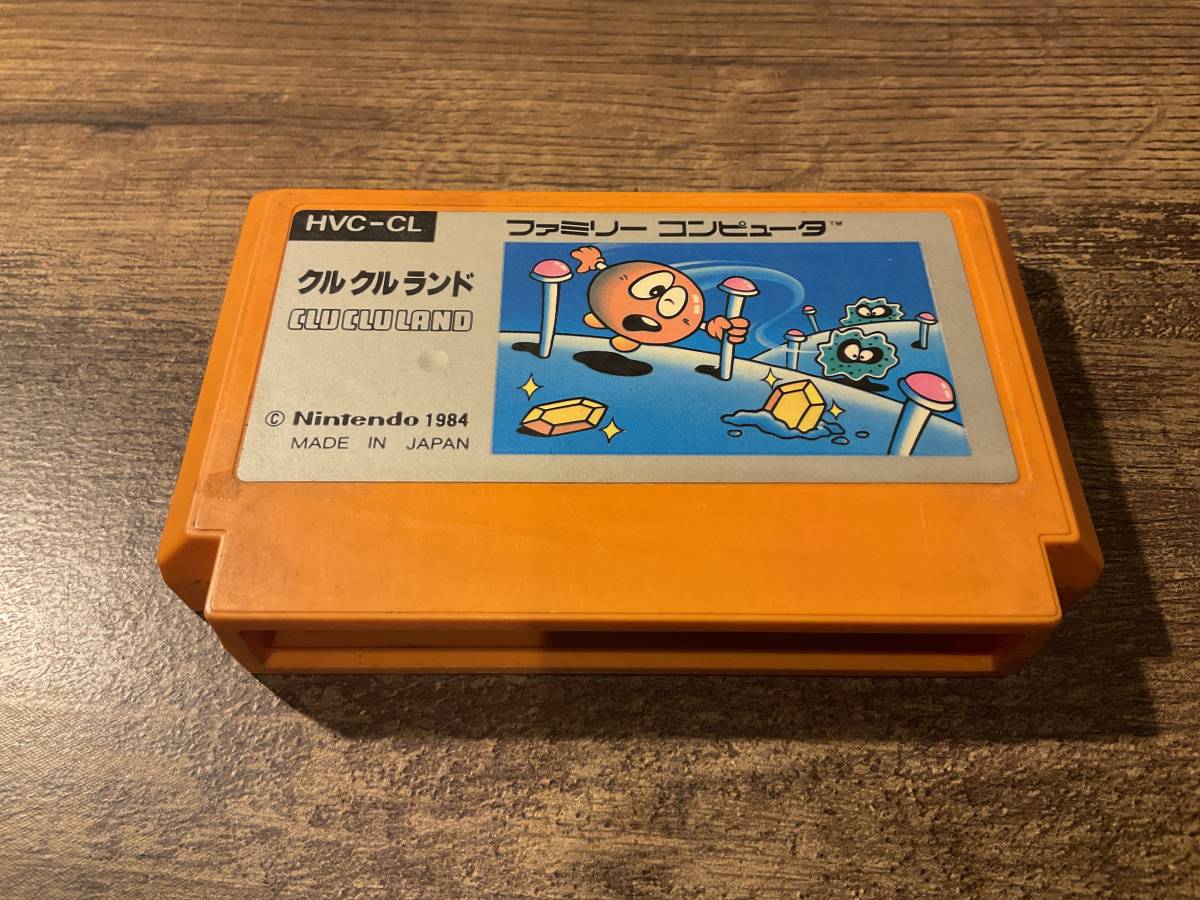 HVC-CL
ファミリー コンピュータ™
クルクルランド
CLU CLU LAND
© Nintendo 1984
MADE IN JAPAN